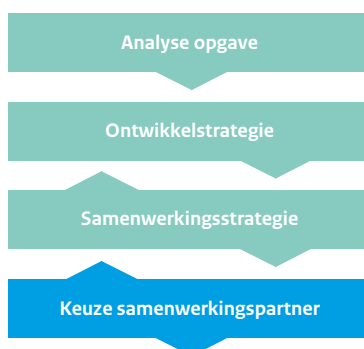 Analyse opgave
Ontwikkelstrategie
Samenwerkingsstrategie
Keuze samenwerkingspartner